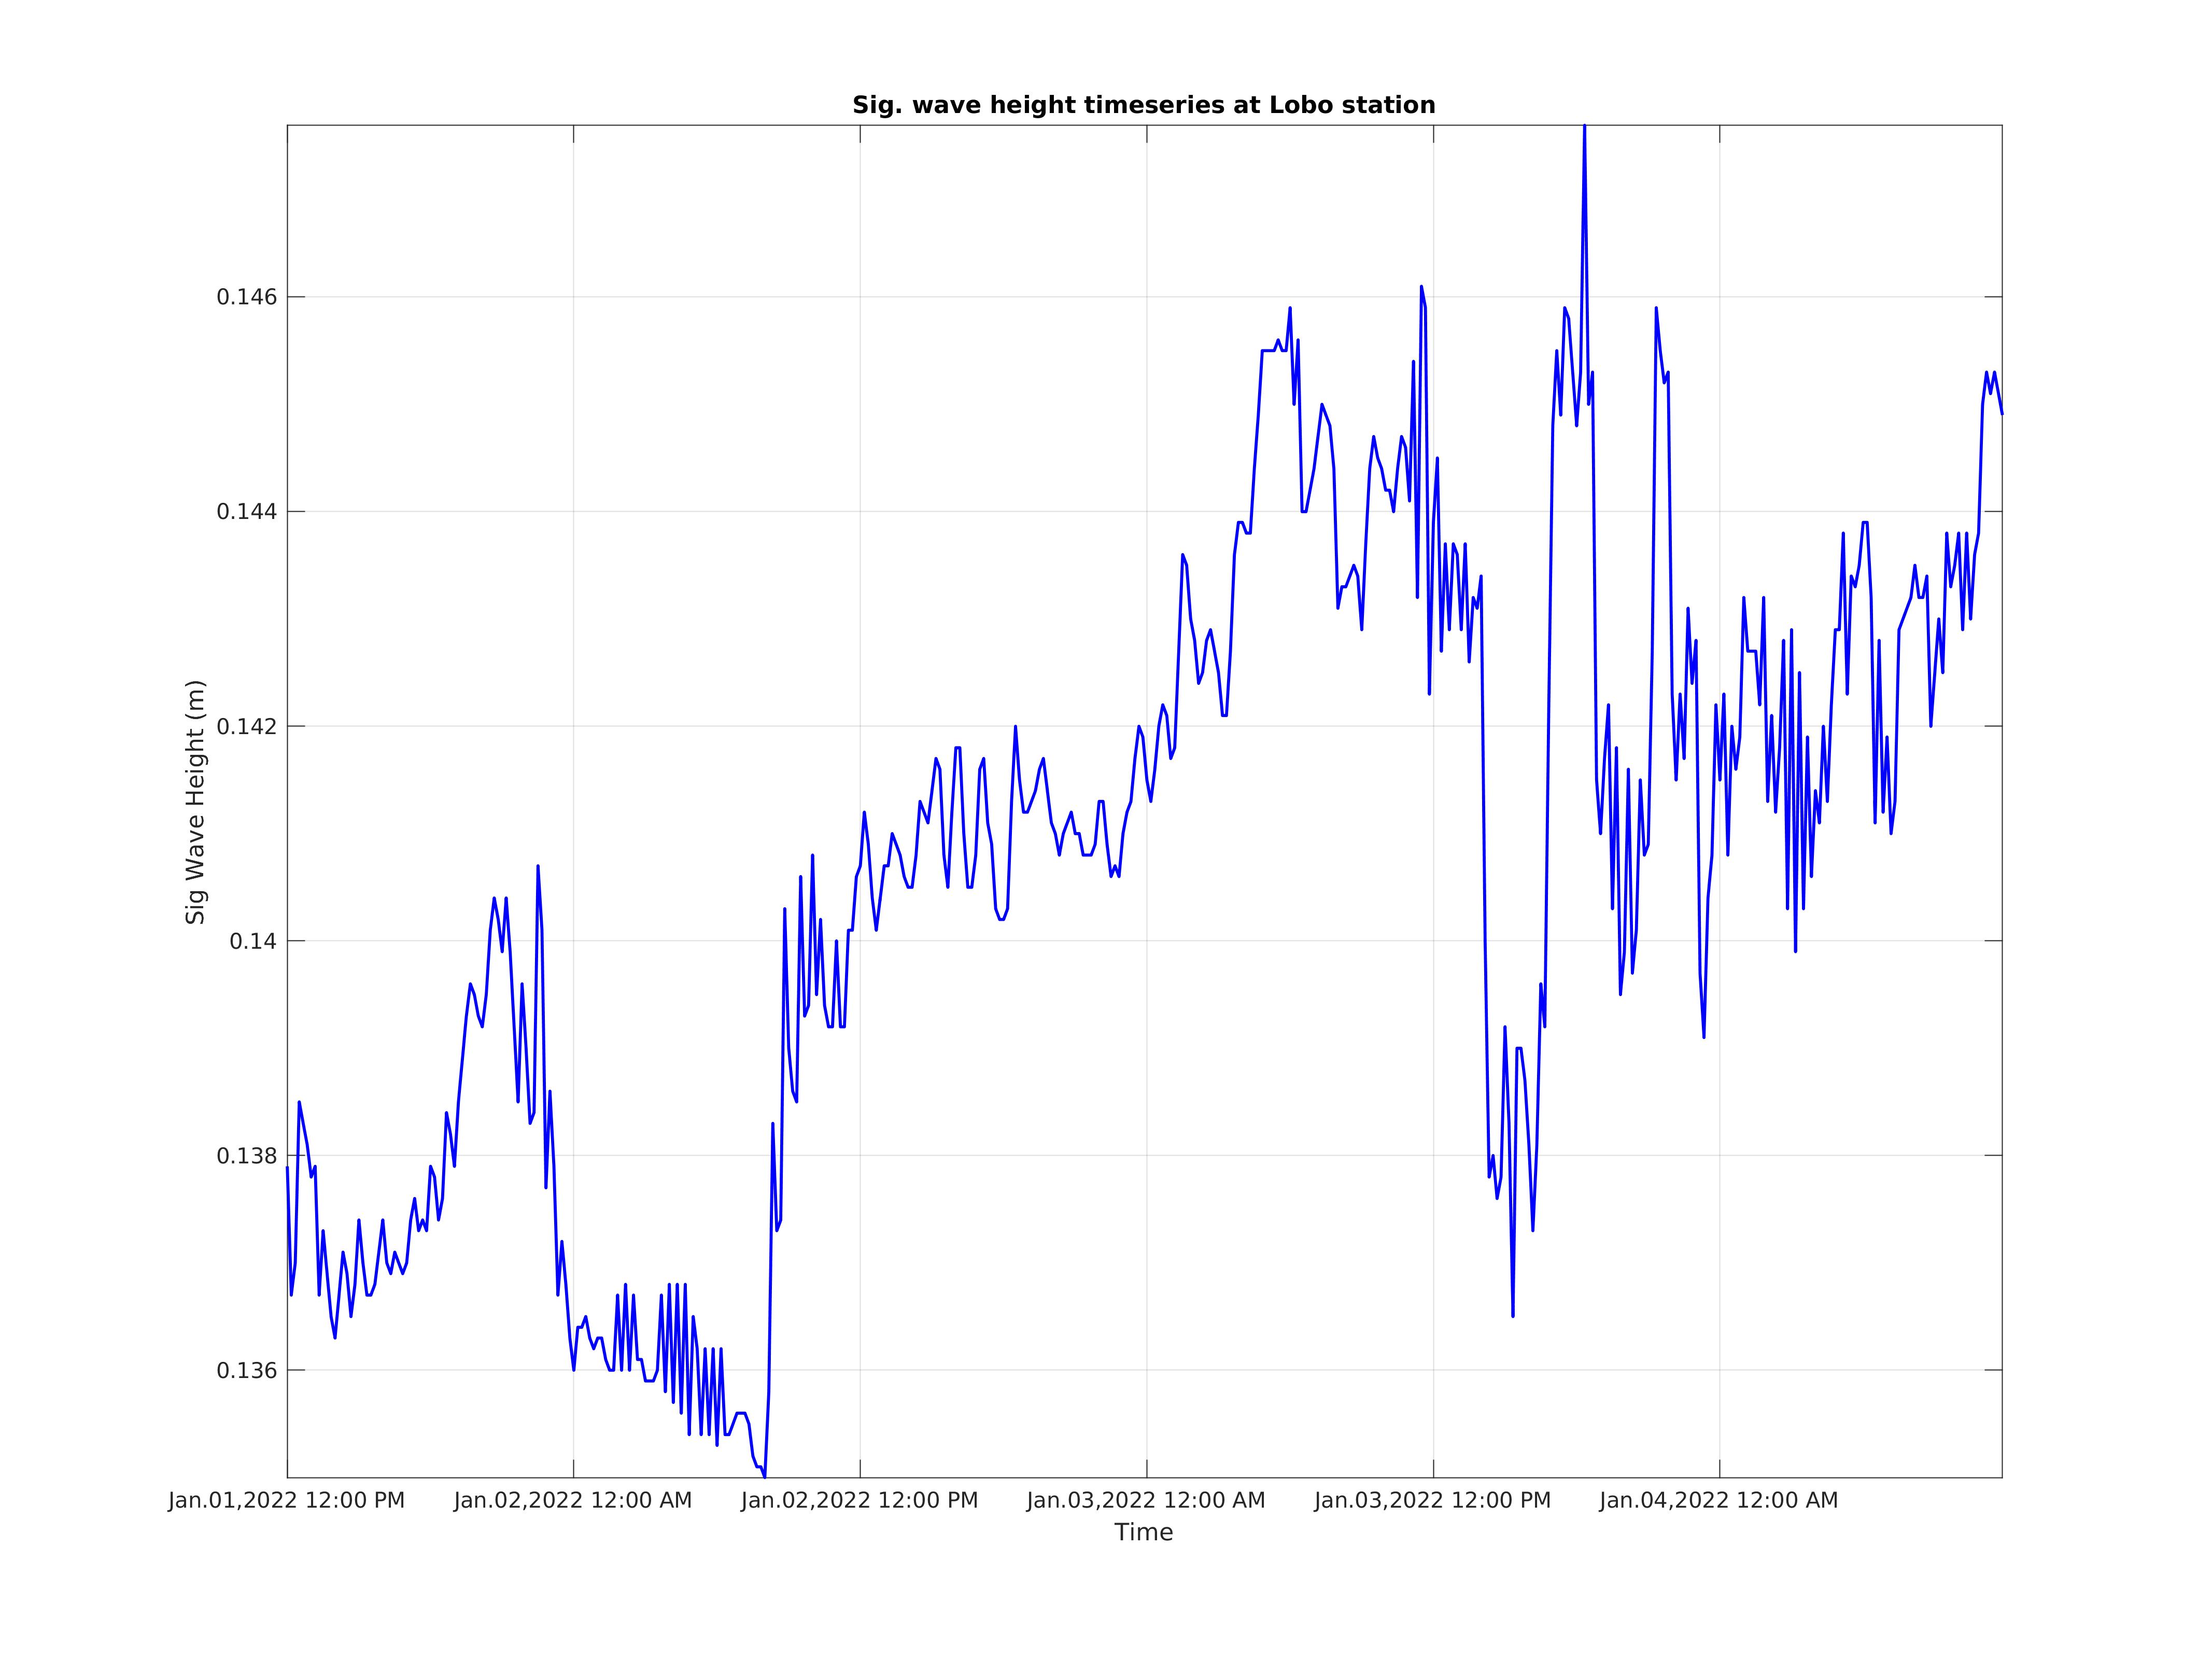 Sig. wave height timeseries at Lobo station
0.146
0.144
0.142
0.14
0.138
0.136
Sig Wave Height (m)
Jan.01,2022 12:00 PM
Jan.02,2022 12:00 AM
Jan.02,2022 12:00 PM
Jan.03,2022 12:00 AM
Jan.03,2022 12:00 PM
Jan.04,2022 12:00 AM
Time